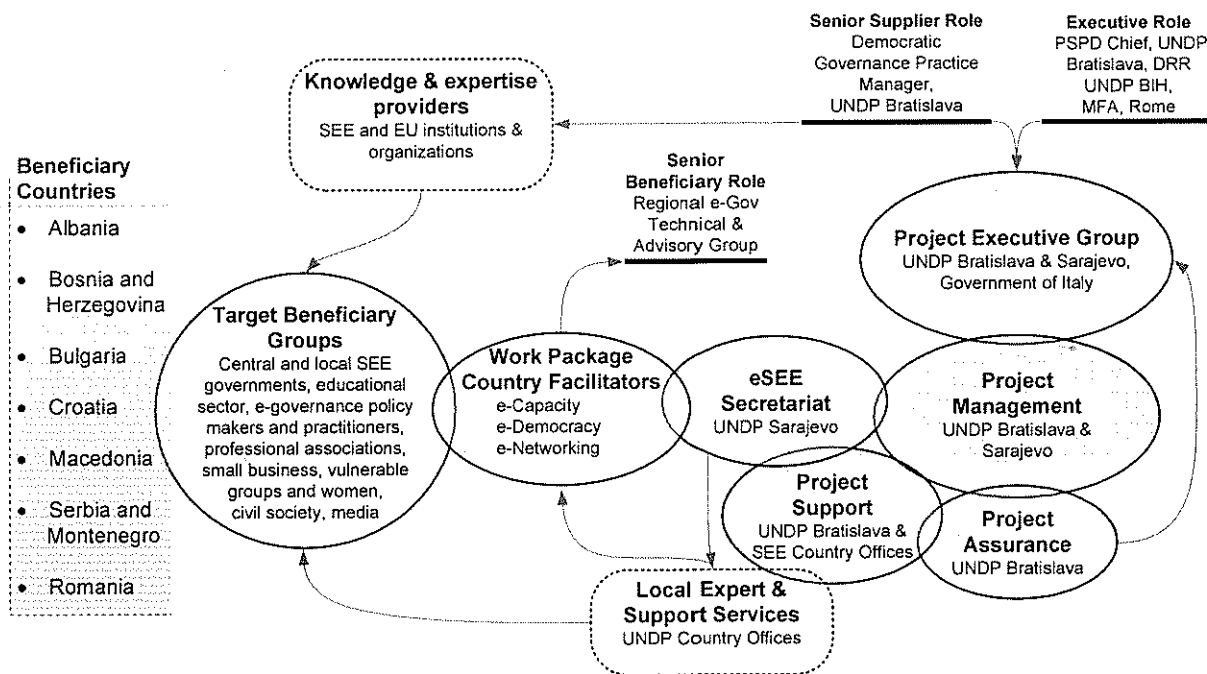 Senior Supplier Role
Democratic
Governance Practice
Manager,
UNDP Bratislava
Executive Role
PSPD Chief, UNDP
Bratislava, DRR
UNDP BIH,
MFA, Rome
Knowledge & expertise
providers
SEE and EU institutions &
organizations
Senior
Beneficiary Role
Regional e-Gov
Technical &
Advisory Group
Beneficiary
Countries
• Albania
• Bosnia and
Herzegovina
• Bulgaria
• Croatia
• Macedonia
• Serbia and
Montenegro
• Romania
Project Executive Group
UNDP Bratislava & Sarajevo,
Government of Italy
Target Beneficiary
Groups
Central and local SEE
governments, educational
sector, e-governance policy
makers and practitioners,
professional associations,
small business, vulnerable
groups and women,
civil society, media
Work Package
Country Facilitators
e-Capacity
e-Democracy
e-Networking
eSEE
Secretariat
UNDP Sarajevo
Project
Management
UNDP Bratislava &
Sarajevo
Project
Support
UNDP Bratislava &
SEE Country Offices
Project
Assurance
UNDP Bratislava
Local Expert &
Support Services
UNDP Country Offices